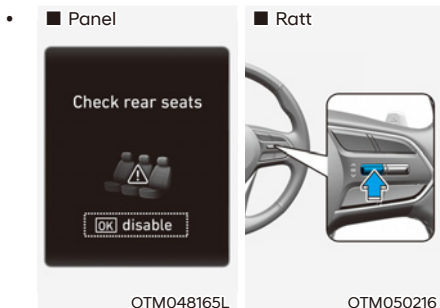 • ■ Panel
■ Ratt
Check rear seats
OK disable
OTM048165L
OTM050216